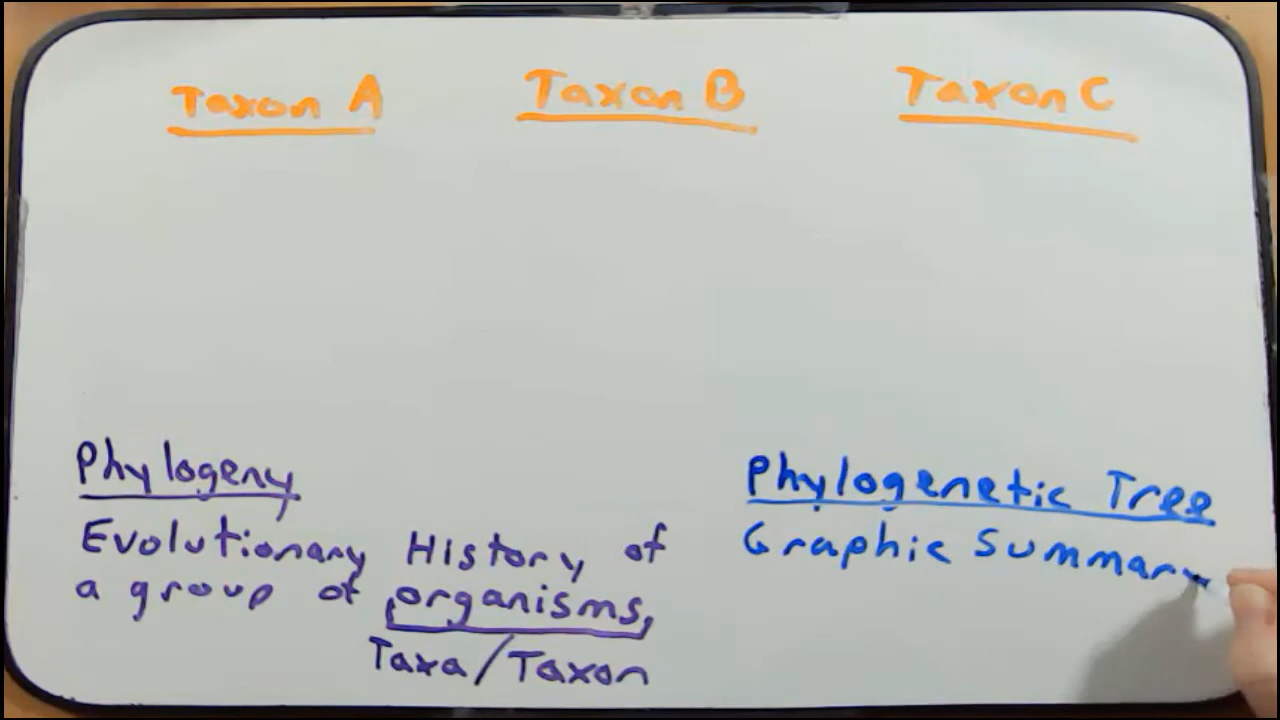 Taxon A
Taxon B
Taxon C
Phylogeny
Evolutionary History of
a group of organisms,
Taxa/Taxon
Phylogenetic Tree
Graphic Summary